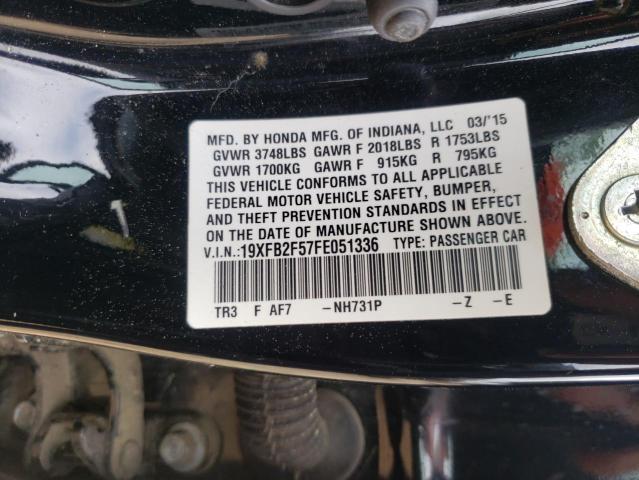 MFD. BY HONDA MFG. OF INDIANA, LLC 03/'15
GVWR 3748LBS GAWR F 2018LBS R 1753LBS
GVWR 1700KG GAWR F 915KG R 795KG
THIS VEHICLE CONFORMS TO ALL APPLICABLE
FEDERAL MOTOR VEHICLE SAFETY, BUMPER,
AND THEFT PREVENTION STANDARDS IN EFFECT
ON THE DATE OF MANUFACTURE SHOWN ABOVE.
V.I.N.:19XFB2F57FE051336 TYPE: PASSENGER CAR
TR3 F AF7 -NH731P -Z -E